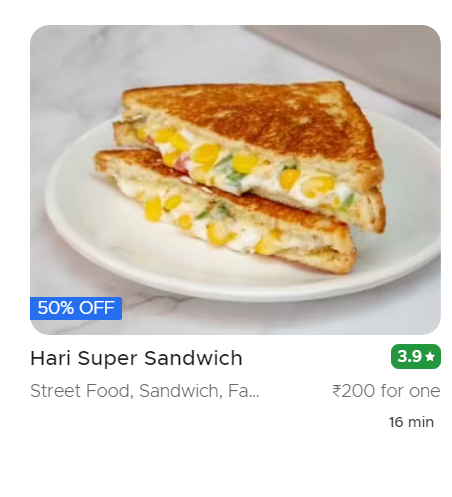 50% OFF
Hari Super Sandwich 3.9★
Street Food, Sandwich, Fa... ₹200 for one
16 min